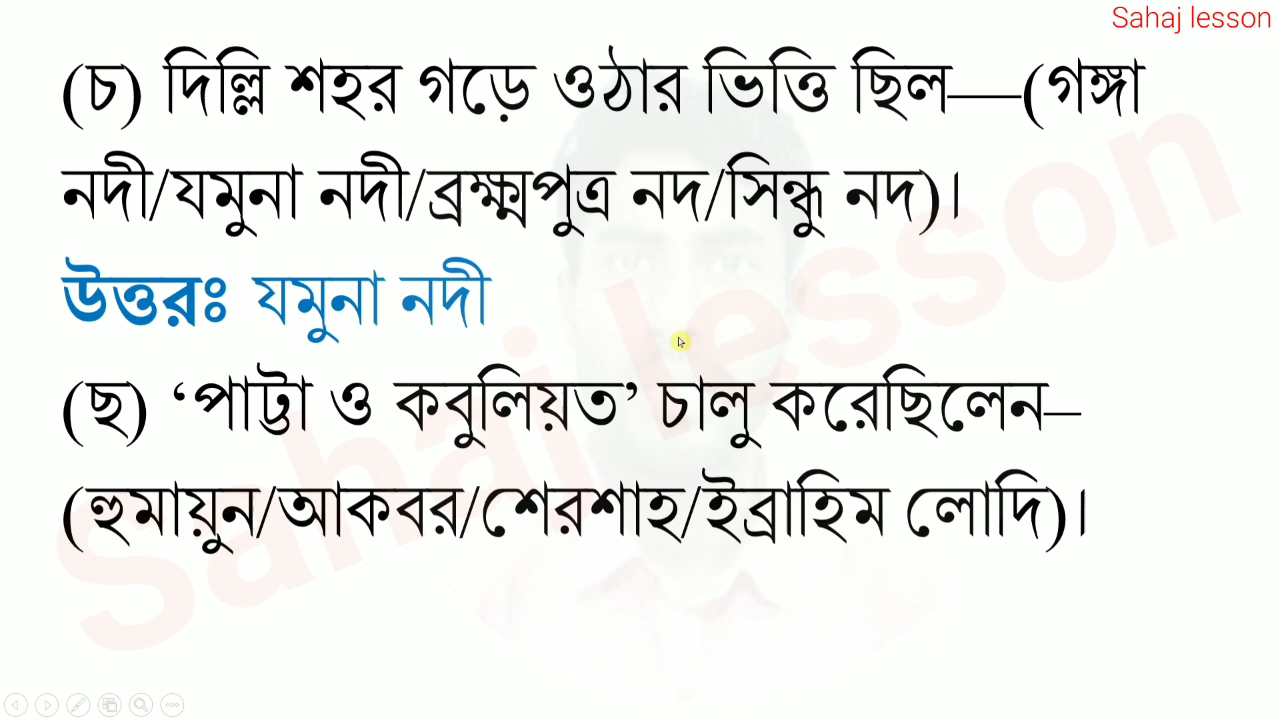 Sahaj lesson
(চ) দিল্লি শহর গড়ে ওঠার ভিত্তি ছিল—(গঙ্গা
নদী/যমুনা নদী/ব্রহ্মপুত্র নদ/সিন্ধু নদ)।
উত্তরঃ যমুনা নদী
(ছ) ‘পাট্টা ও কবুলিয়ত’ চালু করেছিলেন–
(হুমায়ুন/আকবর/শেরশাহ/ইব্রাহিম লোদি)।
Sahaj lesson